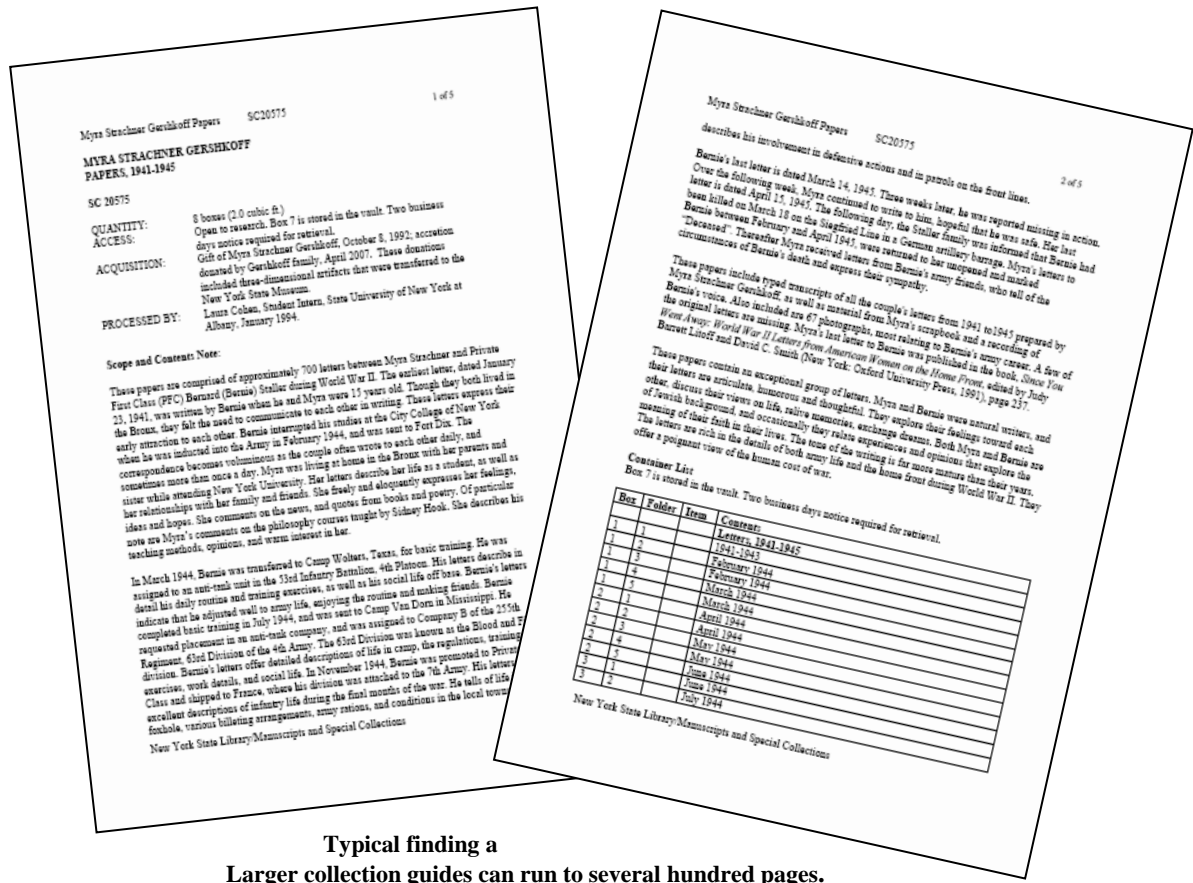 1 of 5
Myra Strachner Gershkoff Papers SC20575
MYRA STRACHNER GERSHKOFF
PAPERS, 1941-1945
SC 20575
QUANTITY: 8 boxes (2.0 cubic ft.)
ACCESS: Open to research. Box 7 is stored in the vault. Two business
days notice required for retrieval.
ACQUISITION: Gift of Myra Strachner Gershkoff, October 8, 1992; accretion
donated by Gershkoff family, April 2007. These donations
included three-dimensional artifacts that were transferred to the
New York State Museum.
PROCESSED BY: Laura Cohen, Student Intern, State University of New York at
Albany, January 1994.
Scope and Contents Note:
These papers are comprised of approximately 700 letters between Myra Strachner and Private
First Class (PFC) Bernard (Bernie) Staller during World War II. The earliest letter, dated January
23, 1941, was written by Bernie when he and Myra were 15 years old. Though they both lived in
the Bronx, they felt the need to communicate to each other in writing. These letters express their
early attraction to each other. Bernie interrupted his studies at the City College of New York
when he was inducted into the Army in February 1944, and was sent to Fort Dix. The
correspondence becomes voluminous as the couple often wrote to each other daily, and
sometimes more than once a day. Myra was living at home in the Bronx with her parents and
sister while attending New York University. Her letters describe her life as a student, as well as
her relationships with her family and friends. She freely and eloquently expresses her feelings,
ideas and hopes. She comments on the news, and quotes from books and poetry. Of particular
note are Myra's comments on the philosophy courses taught by Sidney Hook. She describes his
teaching methods, opinions, and warm interest in her.
In March 1944, Bernie was transferred to Camp Wolters, Texas, for basic training. He was
assigned to an anti-tank unit in the 53rd Infantry Battalion, 4th Platoon. His letters describe in
detail his daily routine and training exercises, as well as his social life off base. Bernie's letters
indicate that he adjusted well to army life, enjoying the routine and making friends. Bernie
completed basic training in July 1944, and was sent to Camp Van Dorn in Mississippi. He
requested placement in an anti-tank company, and was assigned to Company B of the 255th
Regiment, 63rd Division of the 4th Army. The 63rd Division was known as the Blood and F
division. Bernie's letters offer detailed descriptions of life in camp, the regulations, training
exercises, work details, and social life. In November 1944, Bernie was promoted to Privat
Class and shipped to France, where his division was attached to the 7th Army. His letters
excellent descriptions of infantry life during the final months of the war. He tells of life
foxhole, various billeting arrangements, army rations, and conditions in the local town
New York State Library/Manuscripts and Special Collections
Myra Strachner Gershkoff Papers SC20575
2 of 5
describes his involvement in defensive actions and in patrols on the front lines.
Bernie's last letter is dated March 14, 1945. Three weeks later, he was reported missing in action.
Over the following week, Myra continued to write to him, hopeful that he was safe. Her last
letter is dated April 15, 1945. The following day, the Staller family was informed that Bernie had
been killed on March 18 on the Siegfried Line in a German artillery barrage. Myra's letters to
Bernie between February and April 1945, were returned to her unopened and marked
"Deceased". Thereafter Myra received letters from Bernie's army friends, who tell of the
circumstances of Bernie's death and express their sympathy.
These papers include typed transcripts of all the couple's letters from 1941 to1945 prepared by
Myra Strachner Gershkoff, as well as material from Myra's scrapbook and a recording of
Bernie's voice. Also included are 67 photographs, most relating to Bernie's army career. A few of
the original letters are missing. Myra's last letter to Bernie was published in the book, Since You
Went Away: World War II Letters from American Women on the Home Front, edited by Judy
Barrett Litoff and David C. Smith (New York: Oxford University Press, 1991), page 237.
These papers contain an exceptional group of letters. Myra and Bernie were natural writers, and
their letters are articulate, humorous and thoughtful. They explore their feelings toward each
other, discuss their views on life, relive memories, exchange dreams. Both Myra and Bernie are
of Jewish background, and occasionally they relate experiences and opinions that explore the
meaning of their faith in their lives. The tone of the writing is far more mature than their years.
The letters are rich in the details of both army life and the home front during World War II. They
offer a poignant view of the human cost of war.
Container List
Box 7 is stored in the vault. Two business days notice required for retrieval.
Box Folder Item Contents
Letters, 1941-1945
1 1 1941-1943
1 2 February 1944
1 3 February 1944
1 4 March 1944
1 5 March 1944
2 1 April 1944
2 2 April 1944
2 3 May 1944
2 4 May 1944
2 5 June 1944
3 1 June 1944
3 2 July 1944
New York State Library/Manuscripts and Special Collections
Typical finding a
Larger collection guides can run to several hundred pages.